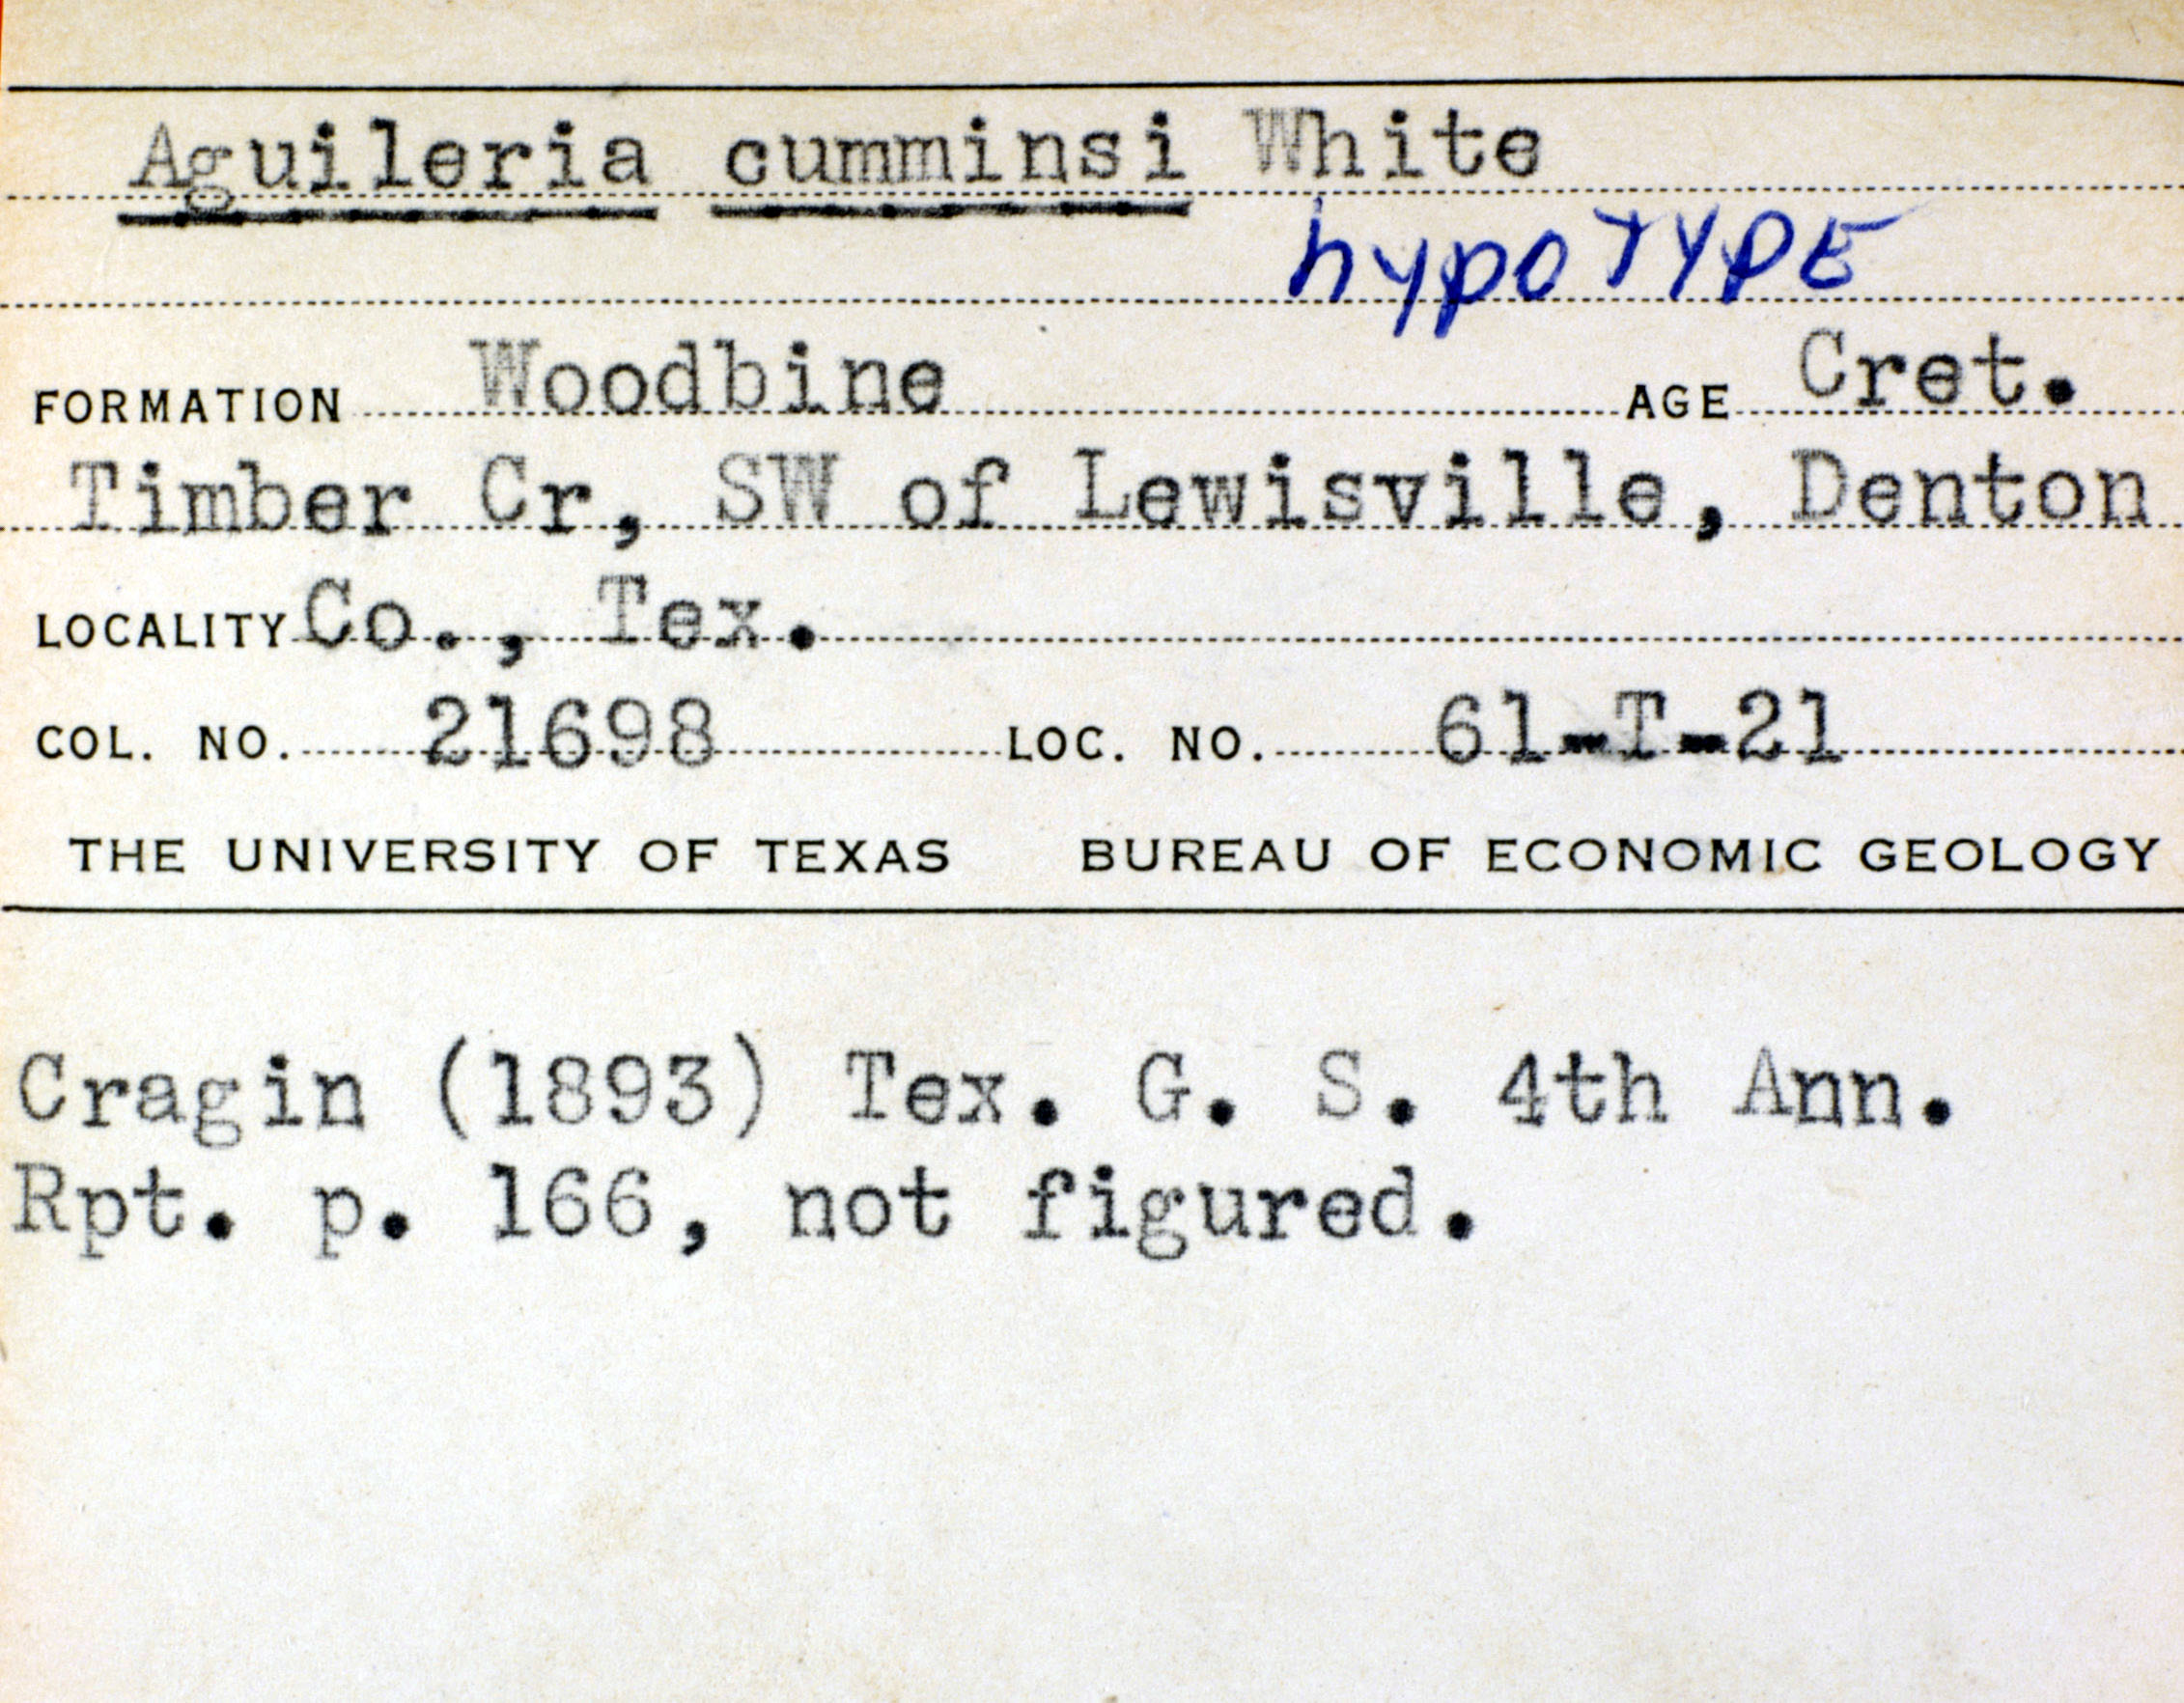 Aguileria cumminsi White
hypoTYPE
FORMATION Woodbine AGE Cret.
Timber Cr, SW of Lewisville, Denton
LOCALITY Co., Tex.
COL. NO. 21698 LOC. NO. 61-T-21
THE UNIVERSITY OF TEXAS BUREAU OF ECONOMIC GEOLOGY
Cragin (1893) Tex. G. S. 4th Ann.
Rpt. p. 166, not figured.